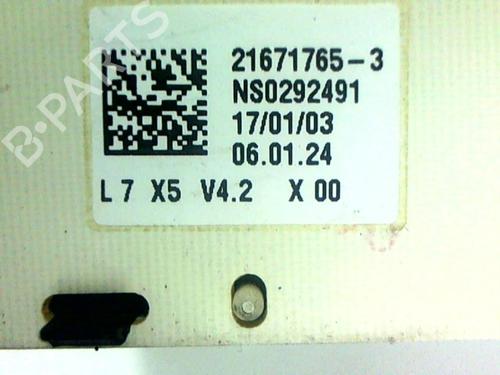 B-PARTS
21671765-3
NS0292491
17/01/03
06.01.24
L 7 X5 V4.2 X 00